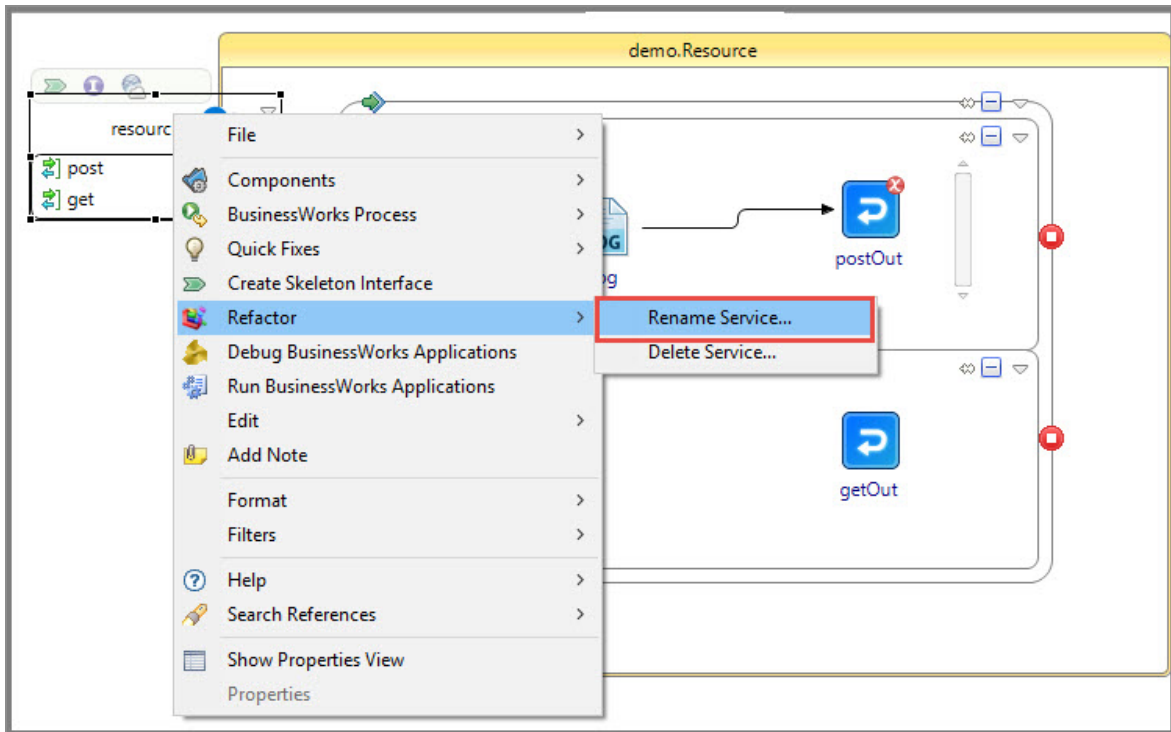 demo.Resource
resourc
post
get
File
Components
BusinessWorks Process
Quick Fixes
Create Skeleton Interface
Refactor
Debug BusinessWorks Applications
Run BusinessWorks Applications
Edit
Add Note
Format
Filters
Help
Search References
Show Properties View
Properties
Rename Service...
Delete Service...
OG
og
postOut
getOut